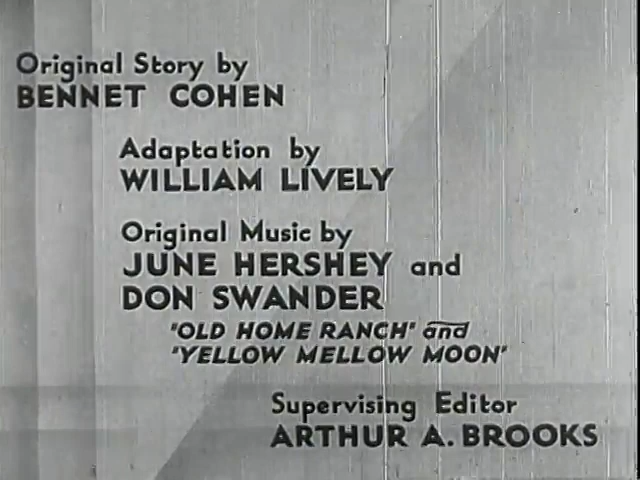 Original Story by
BENNET COHEN
Adaptation by
WILLIAM LIVELY
Original Music by
JUNE HERSHEY and
DON SWANDER
"OLD HOME RANCH" and
"YELLOW MELLOW MOON"
Supervising Editor
ARTHUR A. BROOKS